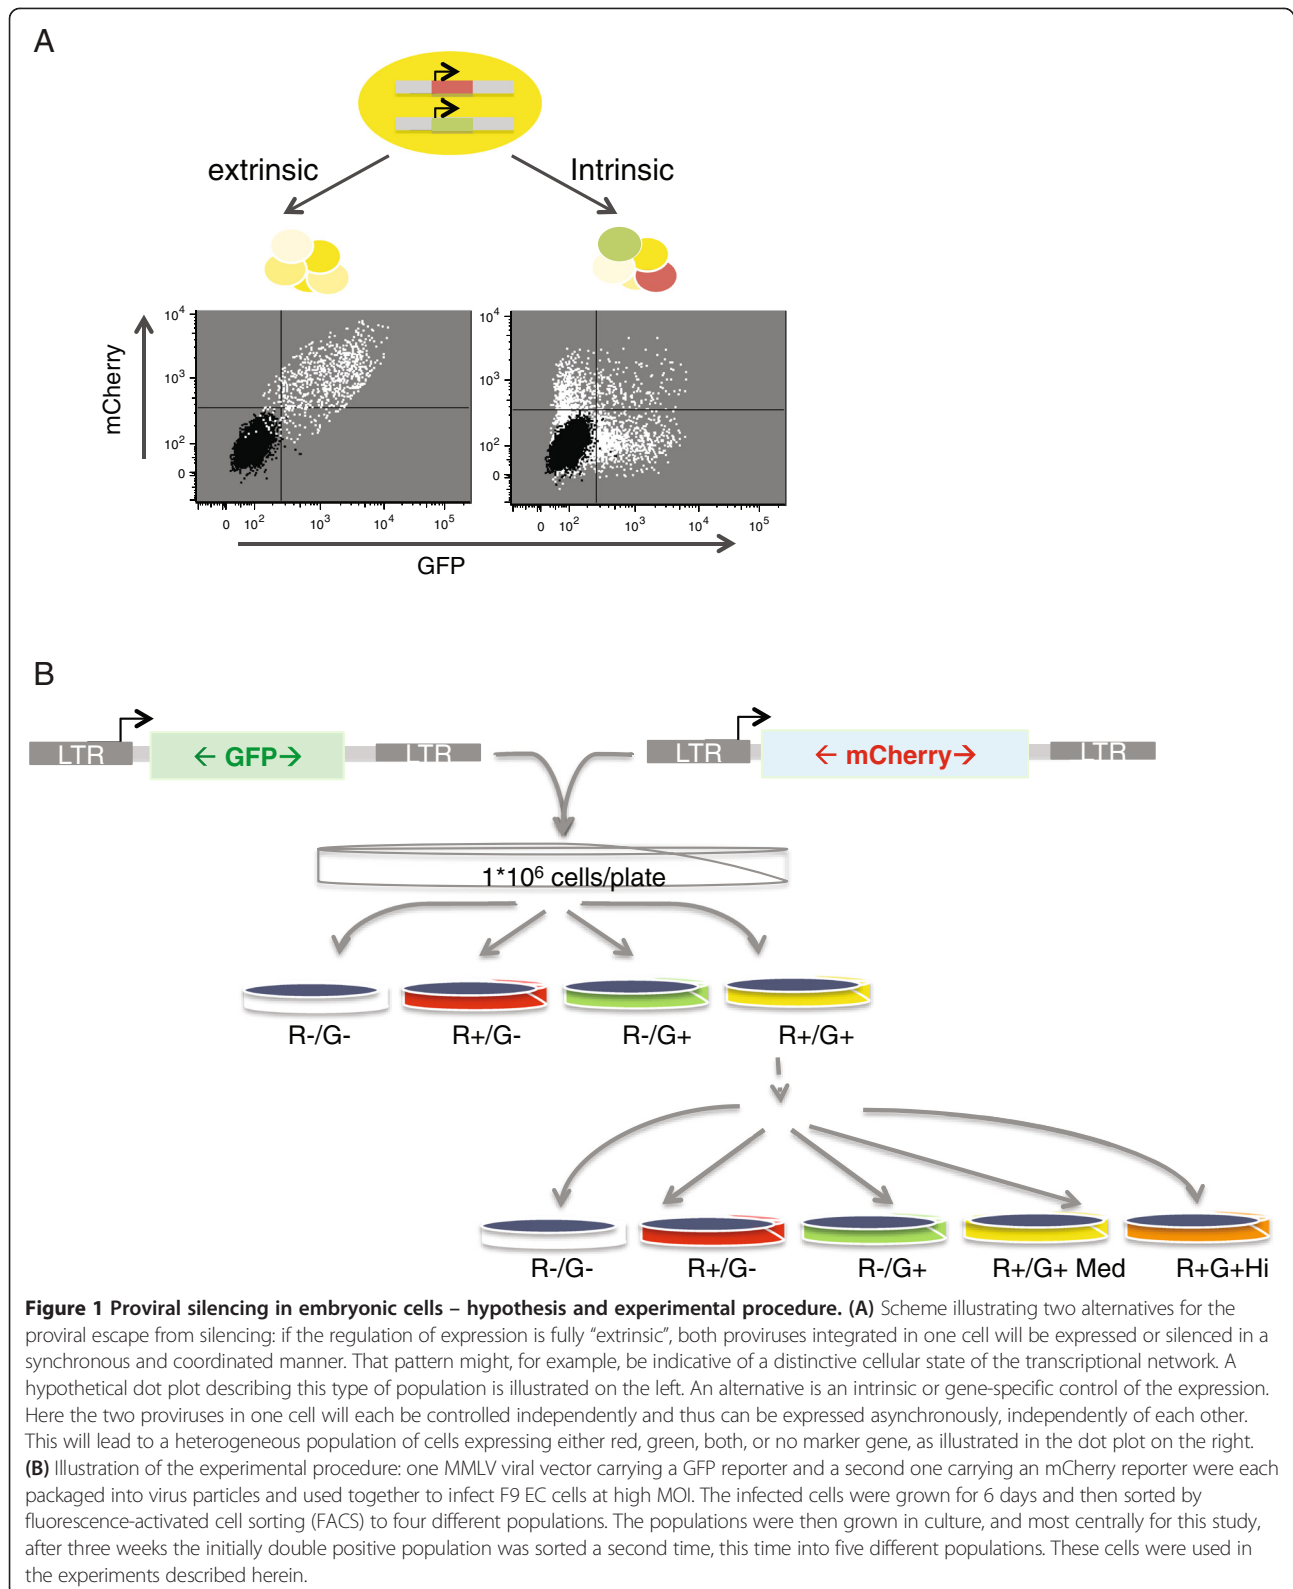 A
extrinsic
Intrinsic
mCherry
10⁴
10³
10²
0
0 10² 10³ 10⁴ 10⁵
10⁴
10³
10²
0
0 10² 10³ 10⁴ 10⁵
GFP
B
LTR ← GFP→ LTR
LTR ← mCherry→ LTR
1*10⁶ cells/plate
R-/G- R+/G- R-/G+ R+/G+
R-/G- R+/G- R-/G+ R+/G+ Med R+G+Hi
Figure 1 Proviral silencing in embryonic cells – hypothesis and experimental procedure. (A) Scheme illustrating two alternatives for the
proviral escape from silencing: if the regulation of expression is fully “extrinsic”, both proviruses integrated in one cell will be expressed or silenced in a
synchronous and coordinated manner. That pattern might, for example, be indicative of a distinctive cellular state of the transcriptional network. A
hypothetical dot plot describing this type of population is illustrated on the left. An alternative is an intrinsic or gene-specific control of the expression.
Here the two proviruses in one cell will each be controlled independently and thus can be expressed asynchronously, independently of each other.
This will lead to a heterogeneous population of cells expressing either red, green, both, or no marker gene, as illustrated in the dot plot on the right.
(B) Illustration of the experimental procedure: one MMLV viral vector carrying a GFP reporter and a second one carrying an mCherry reporter were each
packaged into virus particles and used together to infect F9 EC cells at high MOI. The infected cells were grown for 6 days and then sorted by
fluorescence-activated cell sorting (FACS) to four different populations. The populations were then grown in culture, and most centrally for this study,
after three weeks the initially double positive population was sorted a second time, this time into five different populations. These cells were used in
the experiments described herein.